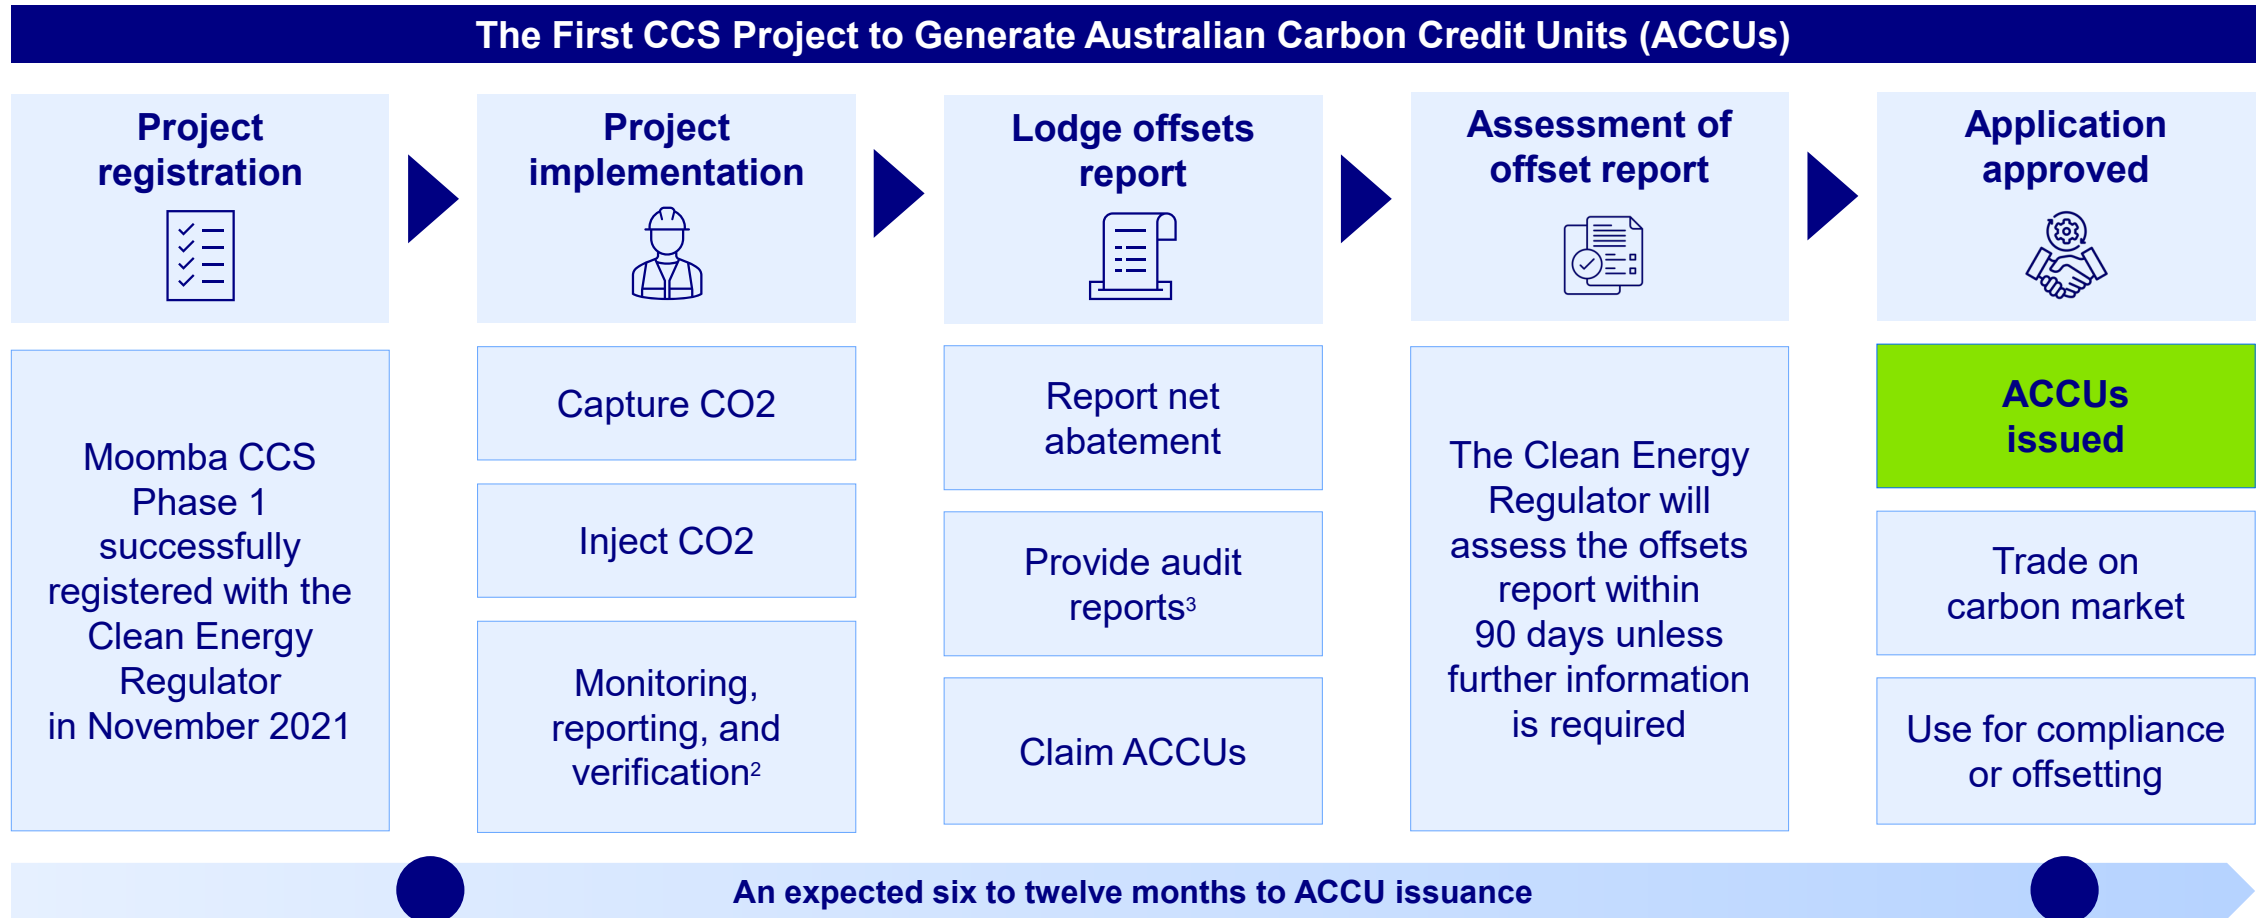 The First CCS Project to Generate Australian Carbon Credit Units (ACCUs)
Project
registration
Project
implementation
Lodge offsets
report
Assessment of
offset report
Application
approved
Moomba CCS
Phase 1
successfully
registered with the
Clean Energy
Regulator
in November 2021
Capture CO2
Inject CO2
Monitoring,
reporting, and
verification²
Report net
abatement
Provide audit
reports³
Claim ACCUs
The Clean Energy
Regulator will
assess the offsets
report within
90 days unless
further information
is required
ACCUs
issued
Trade on
carbon market
Use for compliance
or offsetting
An expected six to twelve months to ACCU issuance